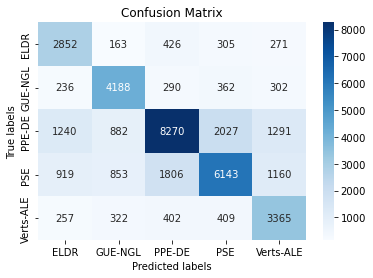 Confusion Matrix
True labels
ELDR 2852 163 426 305 271
GUE-NGL 236 4188 290 362 302
PPE-DE 1240 882 8270 2027 1291
PSE 919 853 1806 6143 1160
Verts-ALE 257 322 402 409 3365
ELDR GUE-NGL PPE-DE PSE Verts-ALE
Predicted labels
8000
7000
6000
5000
4000
3000
2000
1000